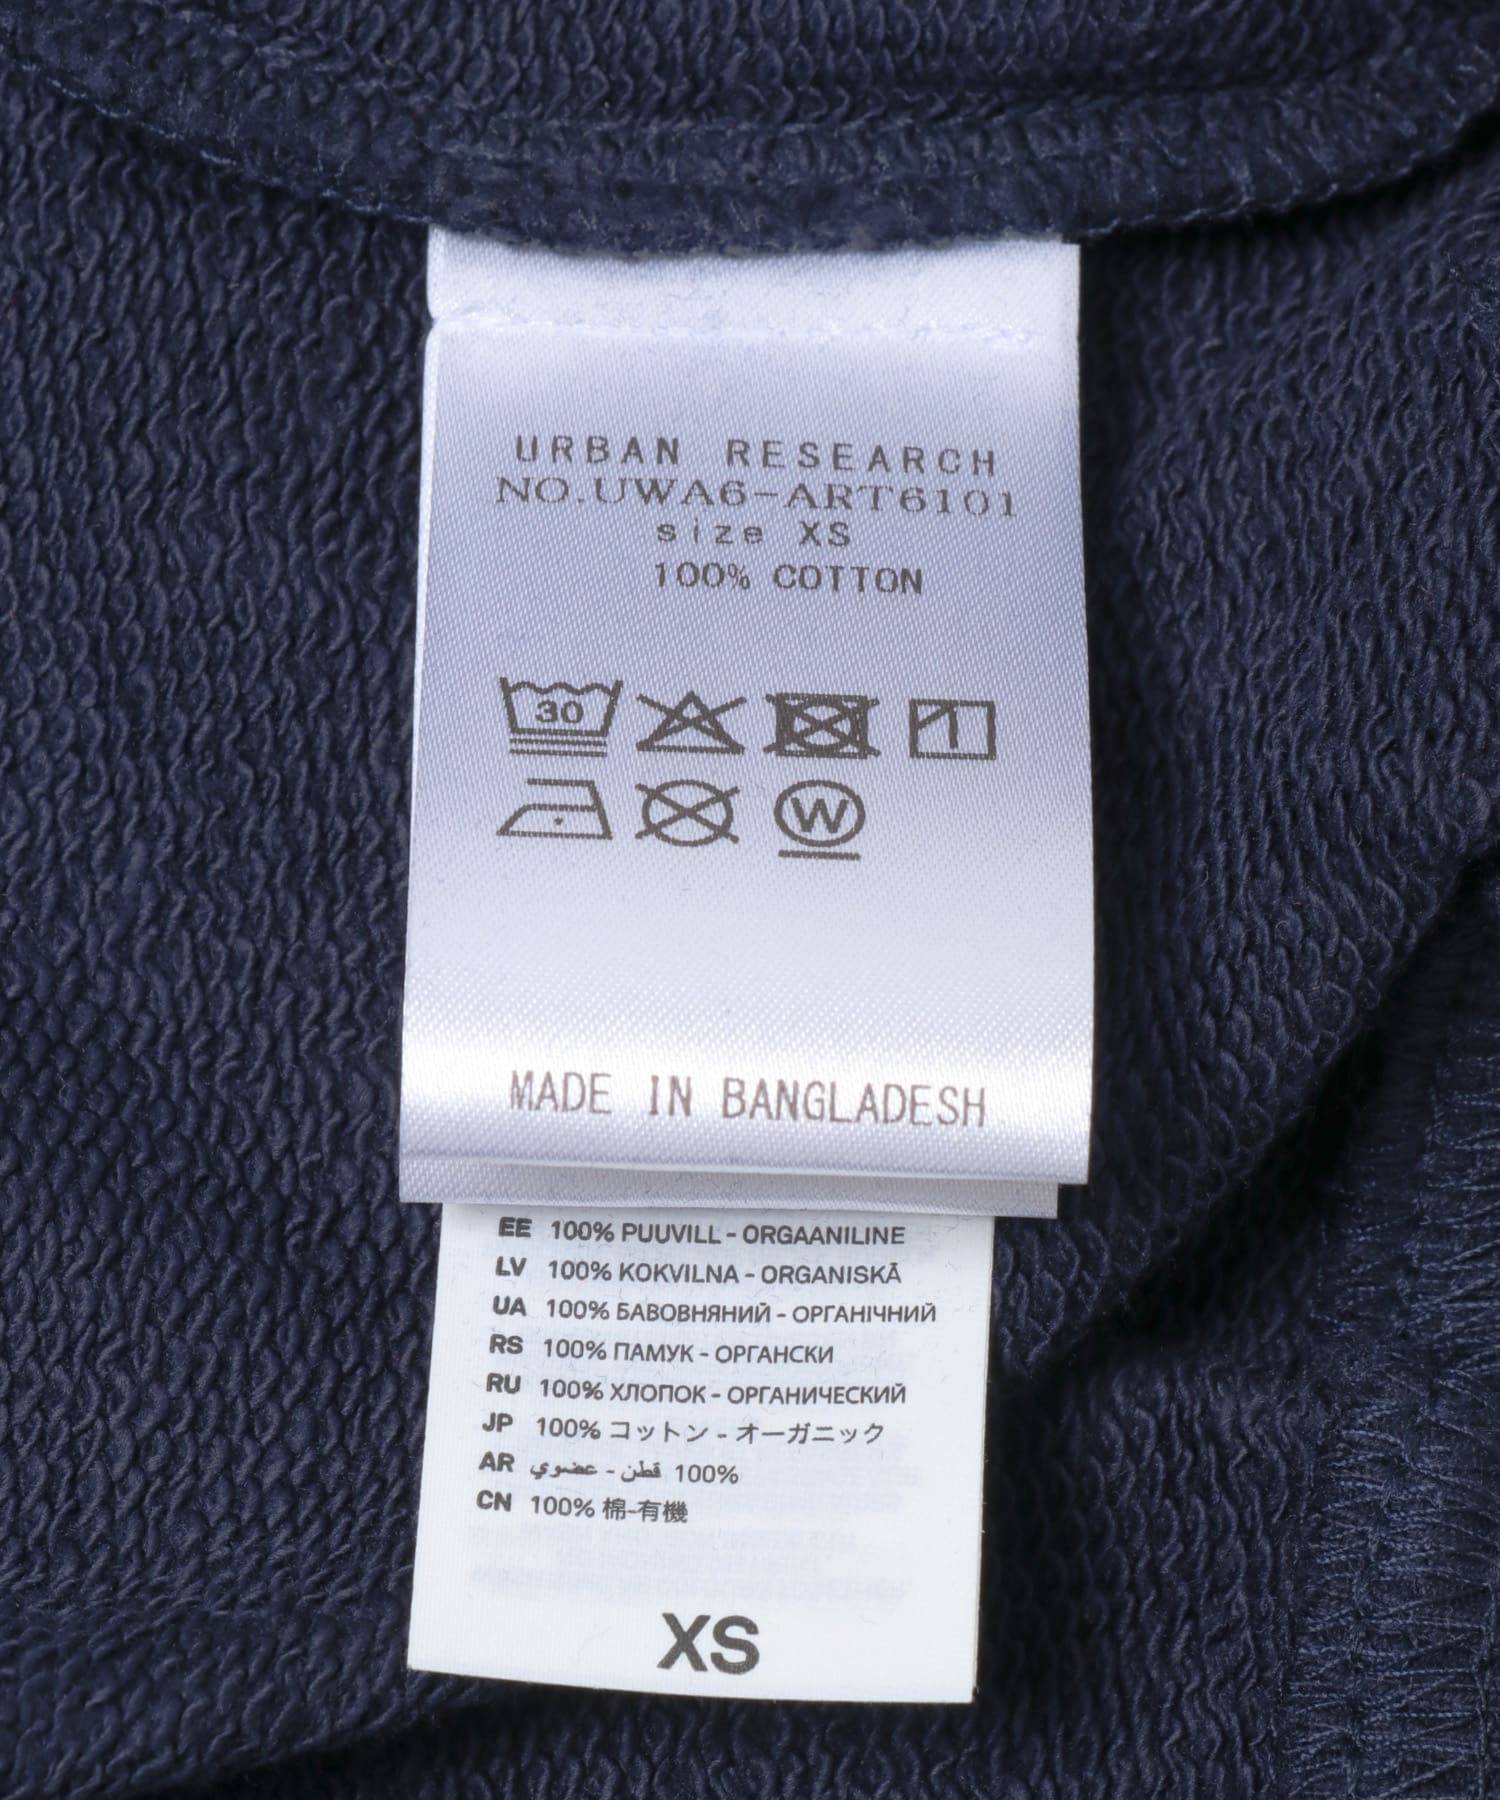 URBAN RESEARCH
NO.UWA6-ART6101
size XS
100% COTTON
30
W
MADE IN BANGLADESH
EE 100% PUUVILL - ORGAANILINE
LV 100% KOKVILNA - ORGANISKĀ
UA 100% БАВОВНЯНИЙ - ОРГАНІЧНИЙ
RS 100% ПАМУК - ОРГАНСКИ
RU 100% ХЛОПОК - ОРГАНИЧЕСКИЙ
JP 100% コットン - オーガニック
AR 100% قطن - عضوي
CN 100% 棉-有機
XS